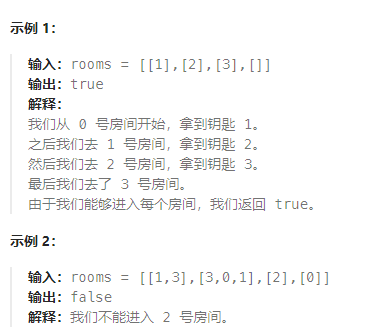 示例 1：
输入：rooms = [[1],[2],[3],[]]
输出：true
解释：
我们从 0 号房间开始，拿到钥匙 1。
之后我们去 1 号房间，拿到钥匙 2。
然后我们去 2 号房间，拿到钥匙 3。
最后我们去了 3 号房间。
由于我们能够进入每个房间，我们返回 true。
示例 2：
输入：rooms = [[1,3],[3,0,1],[2],[0]]
输出：false
解释：我们不能进入 2 号房间。